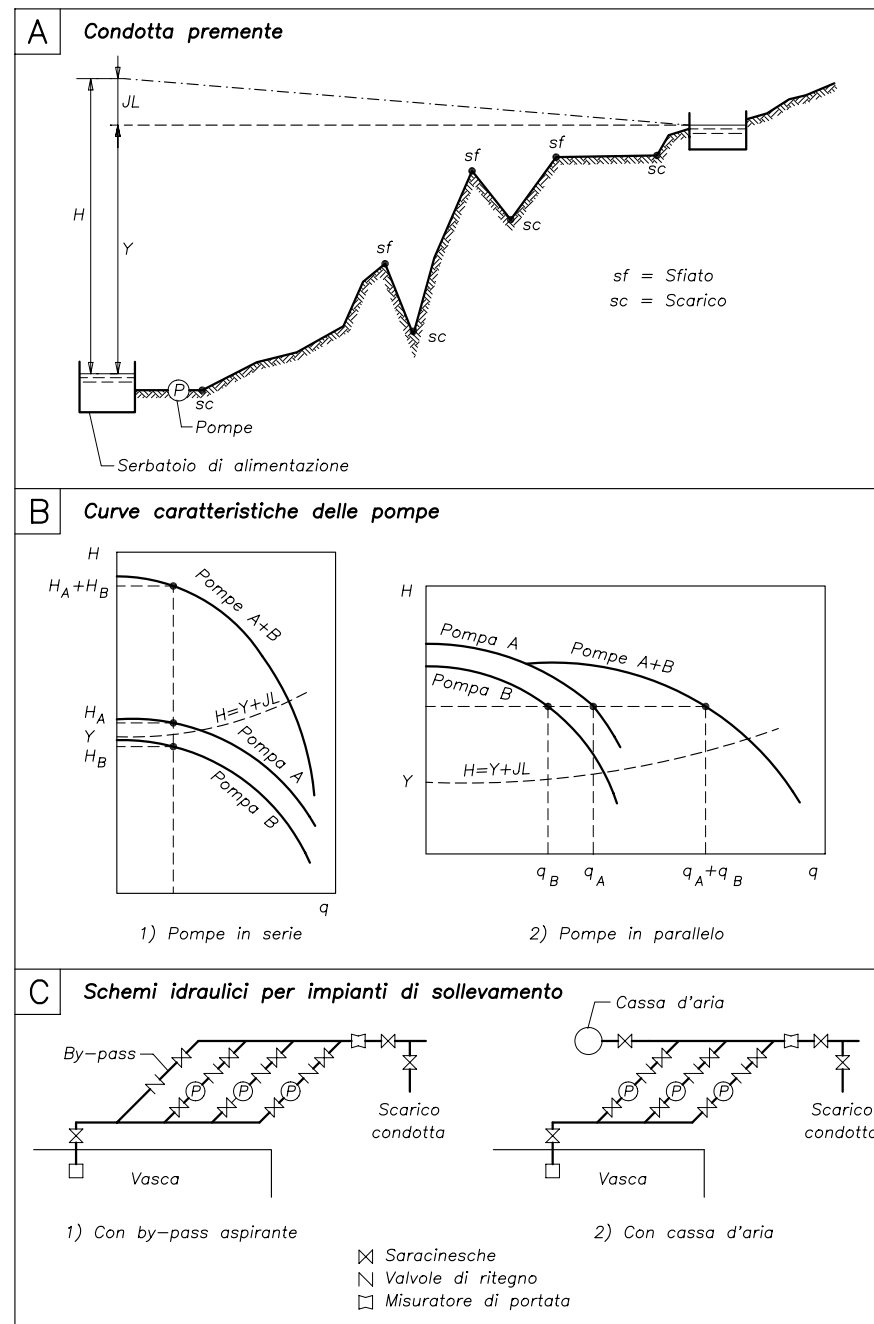 A Condotta premente
JL
sf
sf
sc
H
Y
sf
sc
sf = Sfiato
sc = Scarico
sc
P
sc
Pompe
Serbatoio di alimentazione
B Curve caratteristiche delle pompe
H
H_A+H_B
Pompe A+B
H_A
Y
H_B
H=Y+JL
Pompa A
Pompa B
q
1) Pompe in serie
H
Pompa A
Pompe A+B
Pompa B
Y
H=Y+JL
q_B
q_A
q_A+q_B
q
2) Pompe in parallelo
C Schemi idraulici per impianti di sollevamento
By-pass
P
P
P
Scarico
condotta
Vasca
1) Con by-pass aspirante
Cassa d'aria
P
P
P
Scarico
condotta
Vasca
2) Con cassa d'aria
Saracinesche
Valvole di ritegno
Misuratore di portata